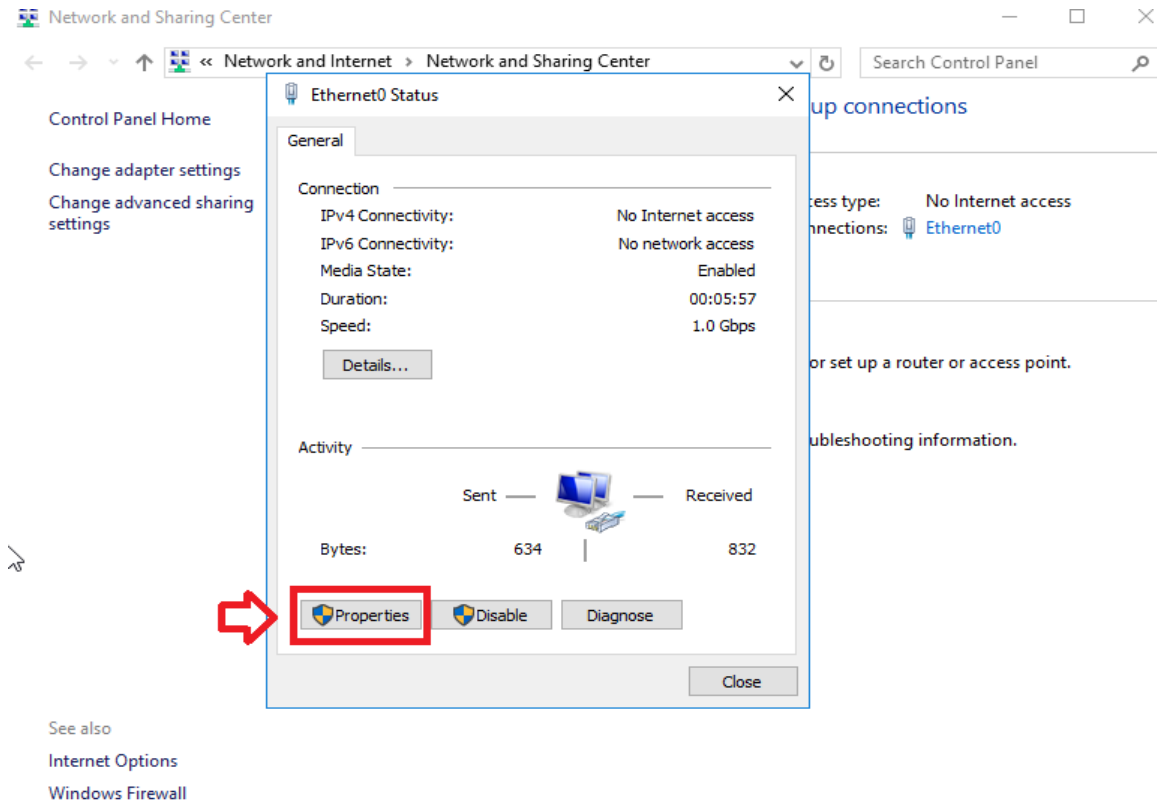 Network and Sharing Center
« Network and Internet > Network and Sharing Center
Search Control Panel
Control Panel Home
Change adapter settings
Change advanced sharing
settings
Ethernet0 Status
General
Connection
IPv4 Connectivity: No Internet access
IPv6 Connectivity: No network access
Media State: Enabled
Duration: 00:05:57
Speed: 1.0 Gbps
Details...
Activity
Sent Received
Bytes: 634 832
Properties Disable Diagnose
Close
up connections
ess type: No Internet access
nnections: Ethernet0
or set up a router or access point.
ubleshooting information.
See also
Internet Options
Windows Firewall